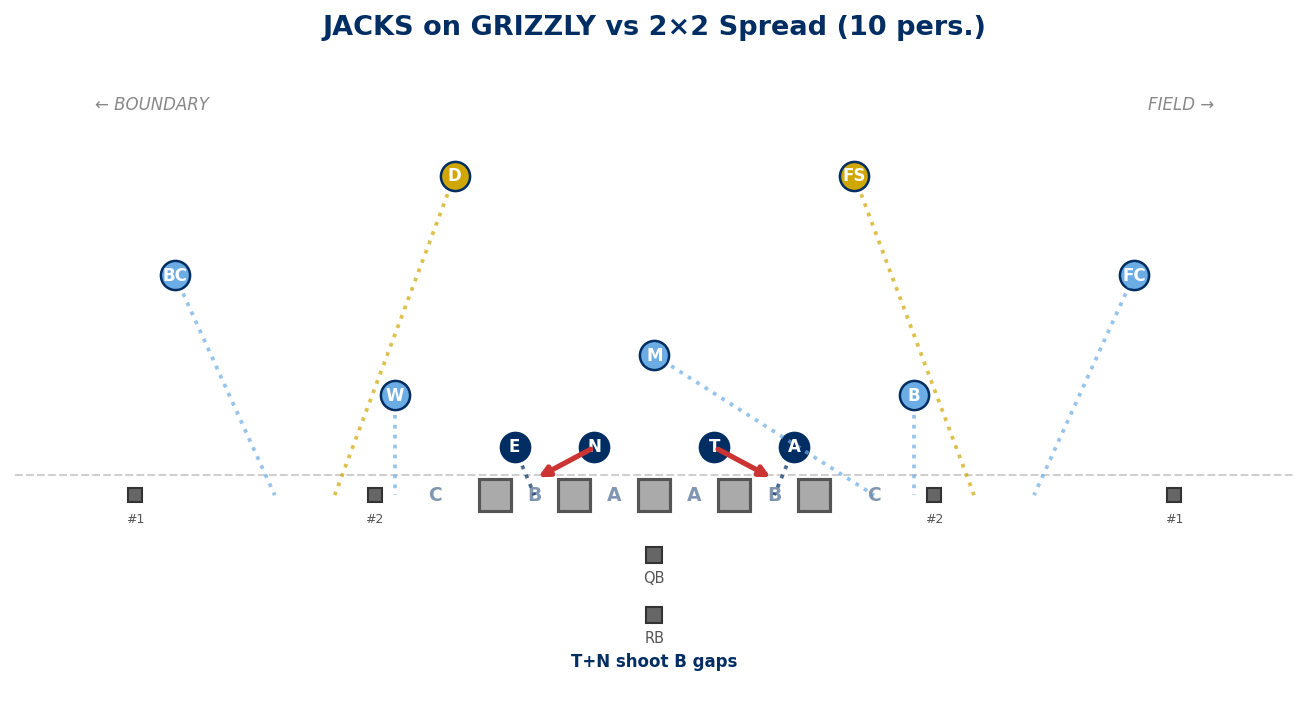 JACKS on GRIZZLY vs 2×2 Spread (10 pers.)
← BOUNDARY
FIELD →
D
FS
BC
FC
M
W
B
E
N
T
A
C
B
A
A
B
C
#1
#2
#2
#1
QB
RB
T+N shoot B gaps